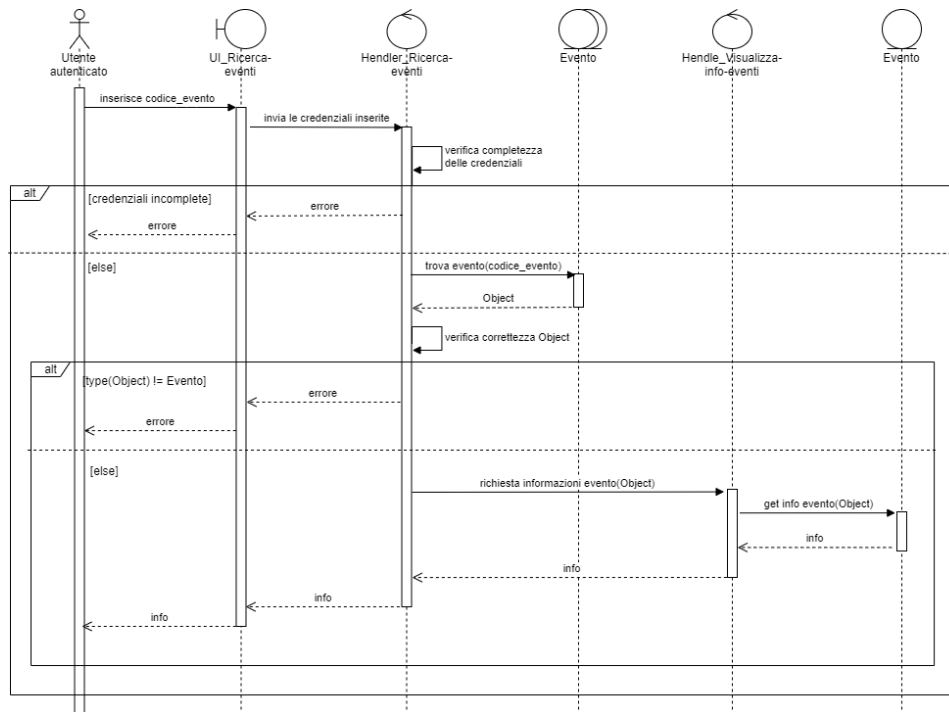 Utente
autenticato
UI_Ricerca-
eventi
Hendler_Ricerca-
eventi
Evento
Hendle_Visualizza-
info-eventi
Evento
inserisce codice_evento
invia le credenziali inserite
verifica completezza
delle credenziali
alt
[credenziali incomplete]
errore
errore
[else]
trova evento(codice_evento)
Object
verifica correttezza Object
alt
[type(Object) != Evento]
errore
errore
[else]
richiesta informazioni evento(Object)
get info evento(Object)
info
info
info
info